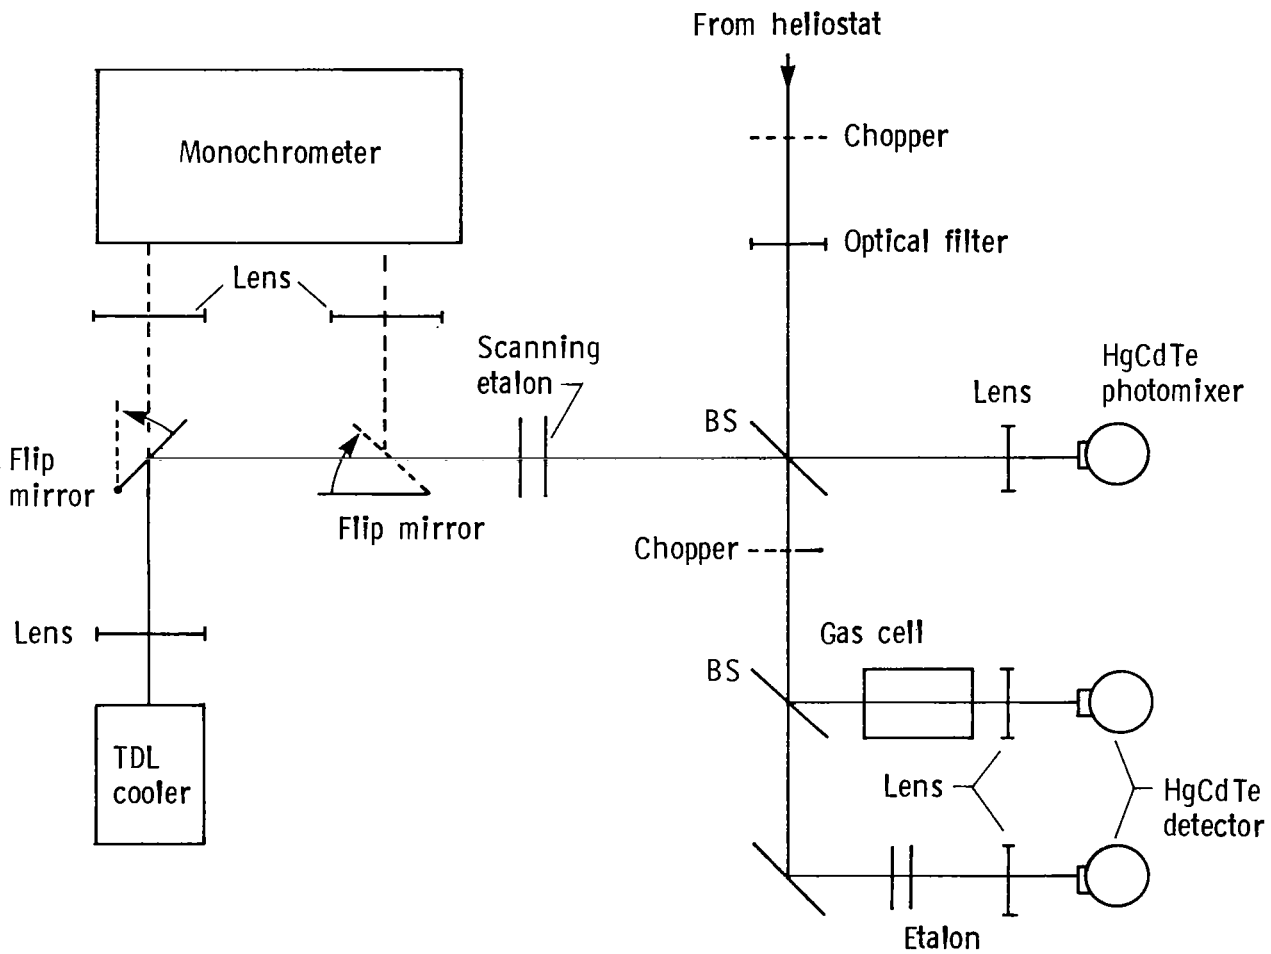 From heliostat
Monochrometer
Chopper
Optical filter
Lens
Scanning
etalon
HgCdTe
photomixer
Lens
BS
Flip
mirror
Flip mirror
Chopper
Lens
Gas cell
BS
TDL
cooler
Lens
HgCdTe
detector
Etalon